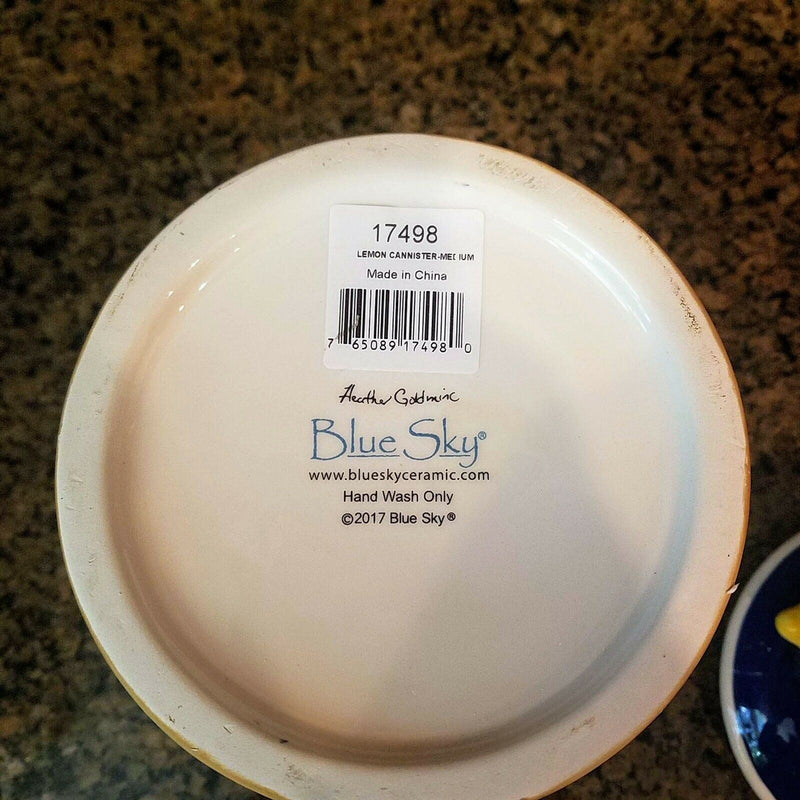 17498
LEMON CANNISTER-MEDIUM
Made in China
7 65089 17498 0
Heather Goldminc
Blue Sky®
www.blueskyceramic.com
Hand Wash Only
©2017 Blue Sky®